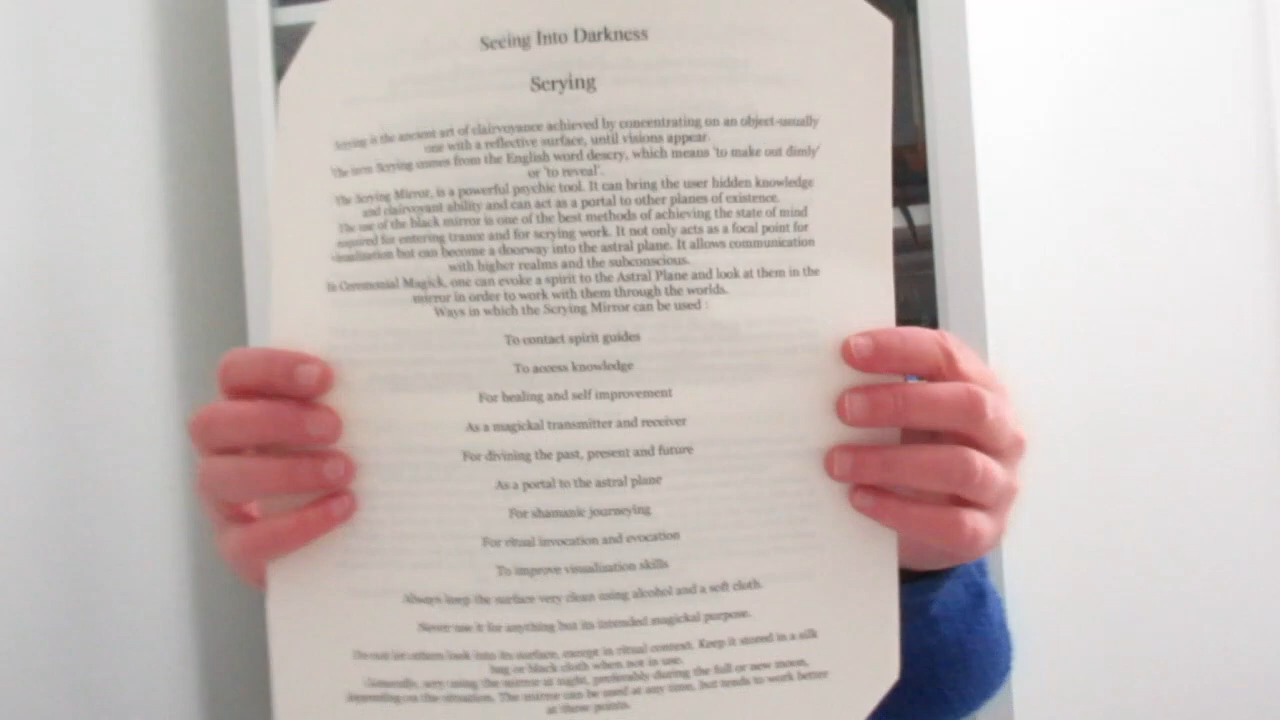 Seeing Into Darkness
Scrying
Scrying is the ancient art of clairvoyance achieved by concentrating on an object-usually
one with a reflective surface, until visions appear.
The term Scrying comes from the English word descry, which means 'to make out dimly'
or 'to reveal'.
The Scrying Mirror, is a powerful psychic tool. It can bring the user hidden knowledge
and clairvoyant ability and can act as a portal to other planes of existence.
The use of the black mirror is one of the best methods of achieving the state of mind
required for entering trance and for scrying work. It not only acts as a focal point for
visualisation but can become a doorway into the astral plane. It allows communication
with higher realms and the subconscious.
In Ceremonial Magick, one can evoke a spirit to the Astral Plane and look at them in the
mirror in order to work with them through the worlds.
Ways in which the Scrying Mirror can be used :
To contact spirit guides
To access knowledge
For healing and self improvement
As a magickal transmitter and receiver
For divining the past, present and future
As a portal to the astral plane
For shamanic journeying
For ritual invocation and evocation
To improve visualisation skills
Always keep the surface very clean using alcohol and a soft cloth.
Never use it for anything but its intended magickal purpose.
Do not let others look into its surface, except in ritual context. Keep it stored in a silk
bag or black cloth when not in use.
Generally, using the mirror at night, preferably during the full or new moon,
depending on the situation. The mirror can be used at any time, but tends to work better
at these points.